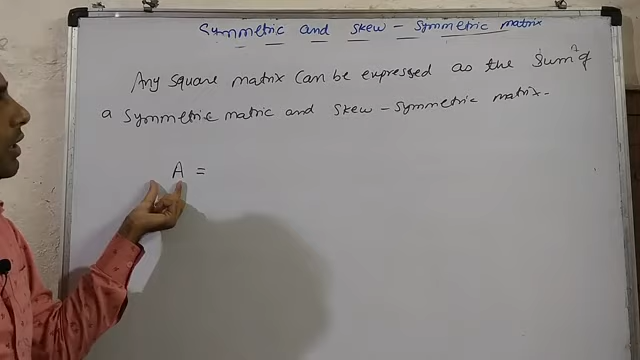 Symmetric and skew - Symmetric matrix
Any square matrix can be expressed as the sum of
a symmetric matric and skew - symmetric matrix.
A =